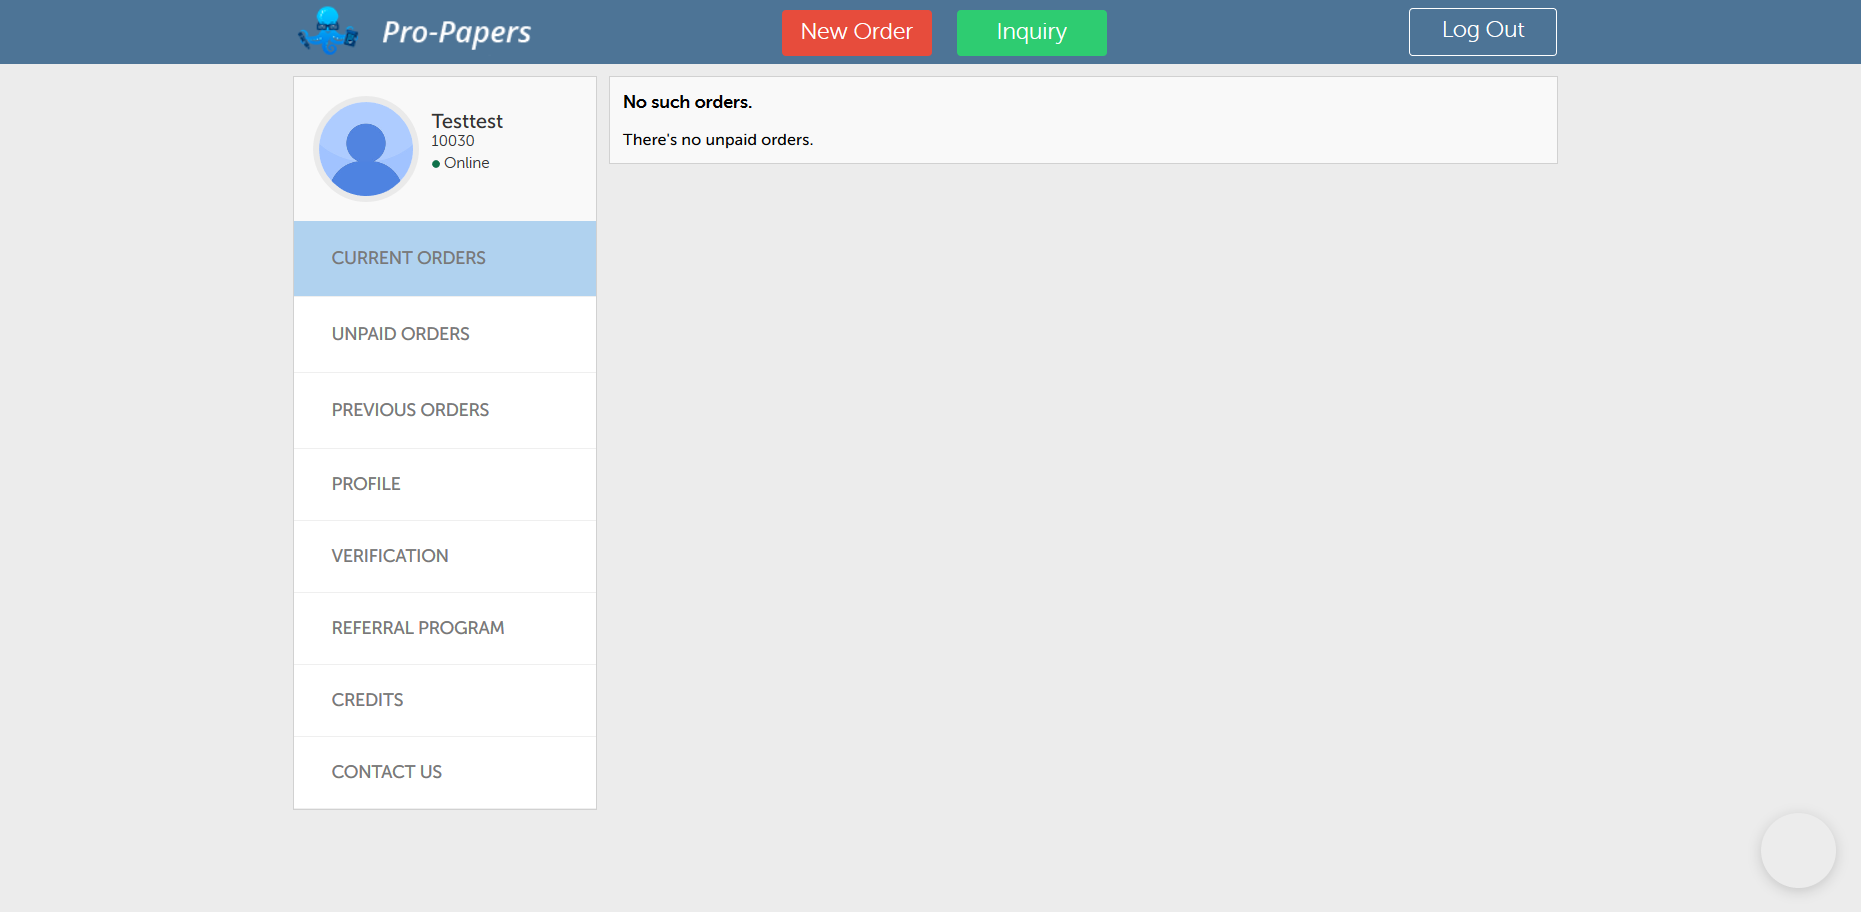 Pro-Papers
New Order
Inquiry
Log Out
Testtest
10030
Online
CURRENT ORDERS
UNPAID ORDERS
PREVIOUS ORDERS
PROFILE
VERIFICATION
REFERRAL PROGRAM
CREDITS
CONTACT US
No such orders.
There's no unpaid orders.